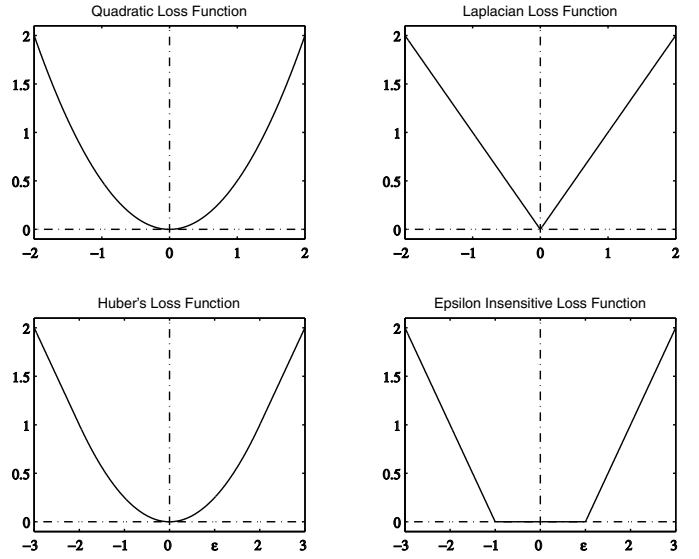 Quadratic Loss Function
2
1.5
1
0.5
0
−2 −1 0 1 2
Laplacian Loss Function
2
1.5
1
0.5
0
−2 −1 0 1 2
Huber's Loss Function
2
1.5
1
0.5
0
−3 −2 −1 0 ε 2 3
Epsilon Insensitive Loss Function
2
1.5
1
0.5
0
−3 −2 −1 0 ε 2 3